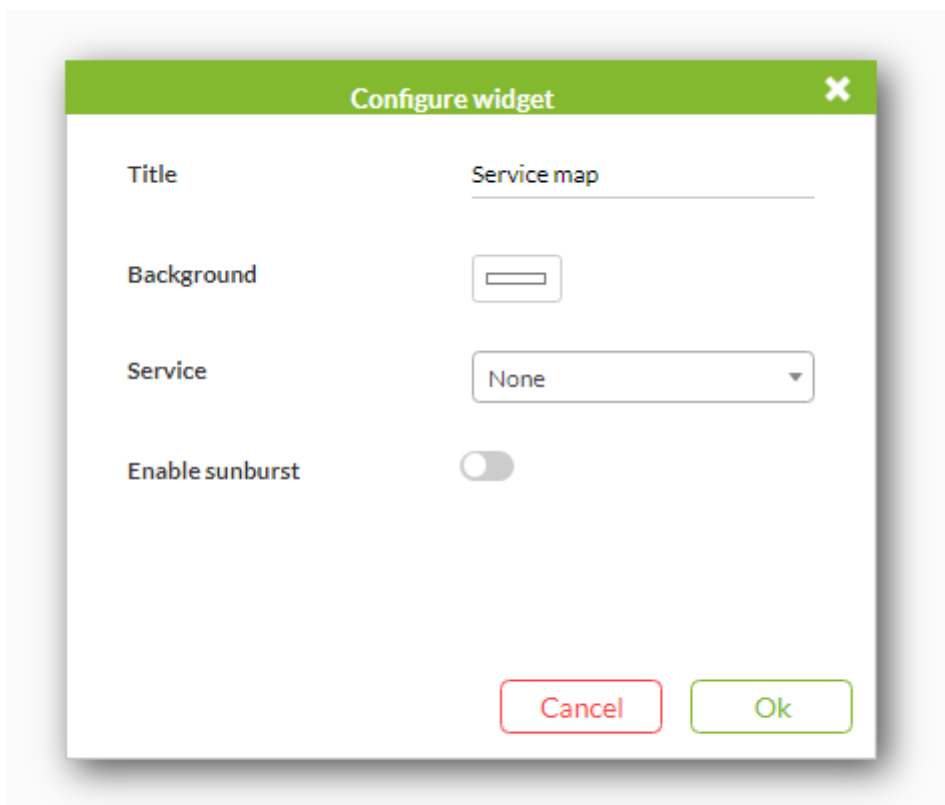 Configure widget
Title
Service map
Background
Service
None
Enable sunburst
Cancel
Ok